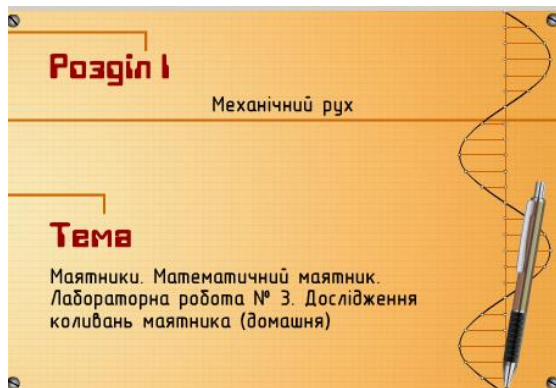 Розділ І
Механічний рух
Тема
Маятники. Математичний маятник.
Лабораторна робота № 3. Дослідження
коливань маятника (домашня)